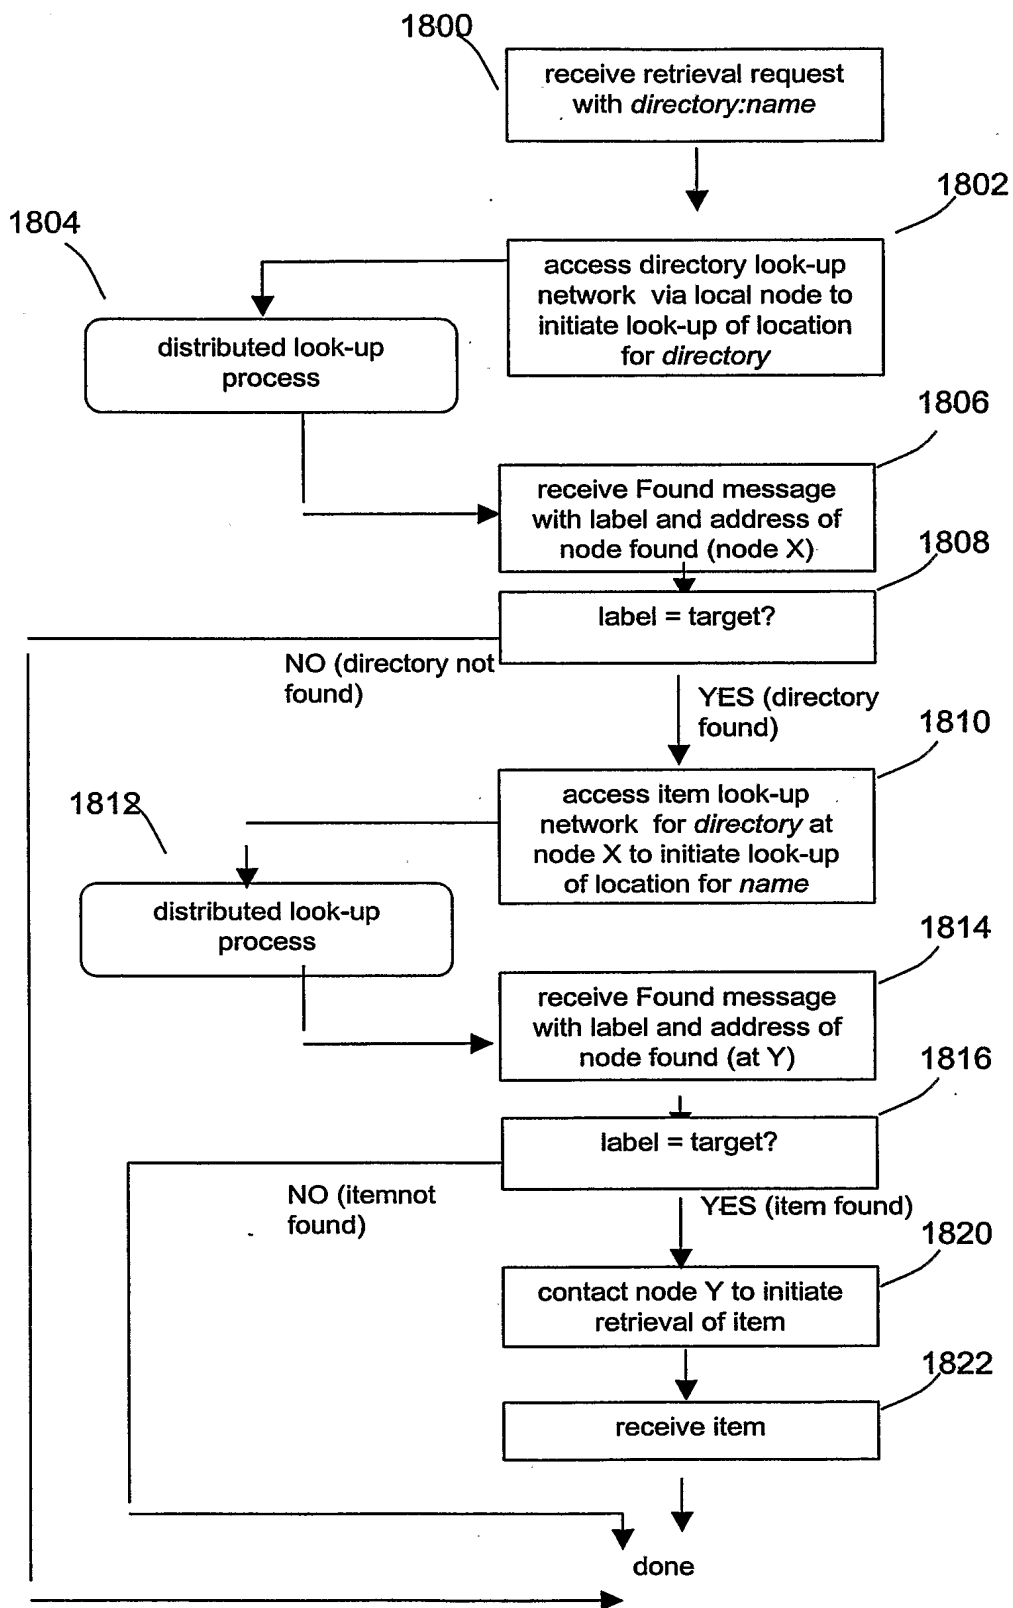 1800
receive retrieval request
with directory:name
1802
access directory look-up
network via local node to
initiate look-up of location
for directory
1804
distributed look-up
process
1806
receive Found message
with label and address of
node found (node X)
1808
label = target?
NO (directory not
found)
YES (directory
found)
1810
access item look-up
network for directory at
node X to initiate look-up
of location for name
1812
distributed look-up
process
1814
receive Found message
with label and address of
node found (at Y)
1816
label = target?
NO (itemnot
found)
YES (item found)
1820
contact node Y to initiate
retrieval of item
1822
receive item
done